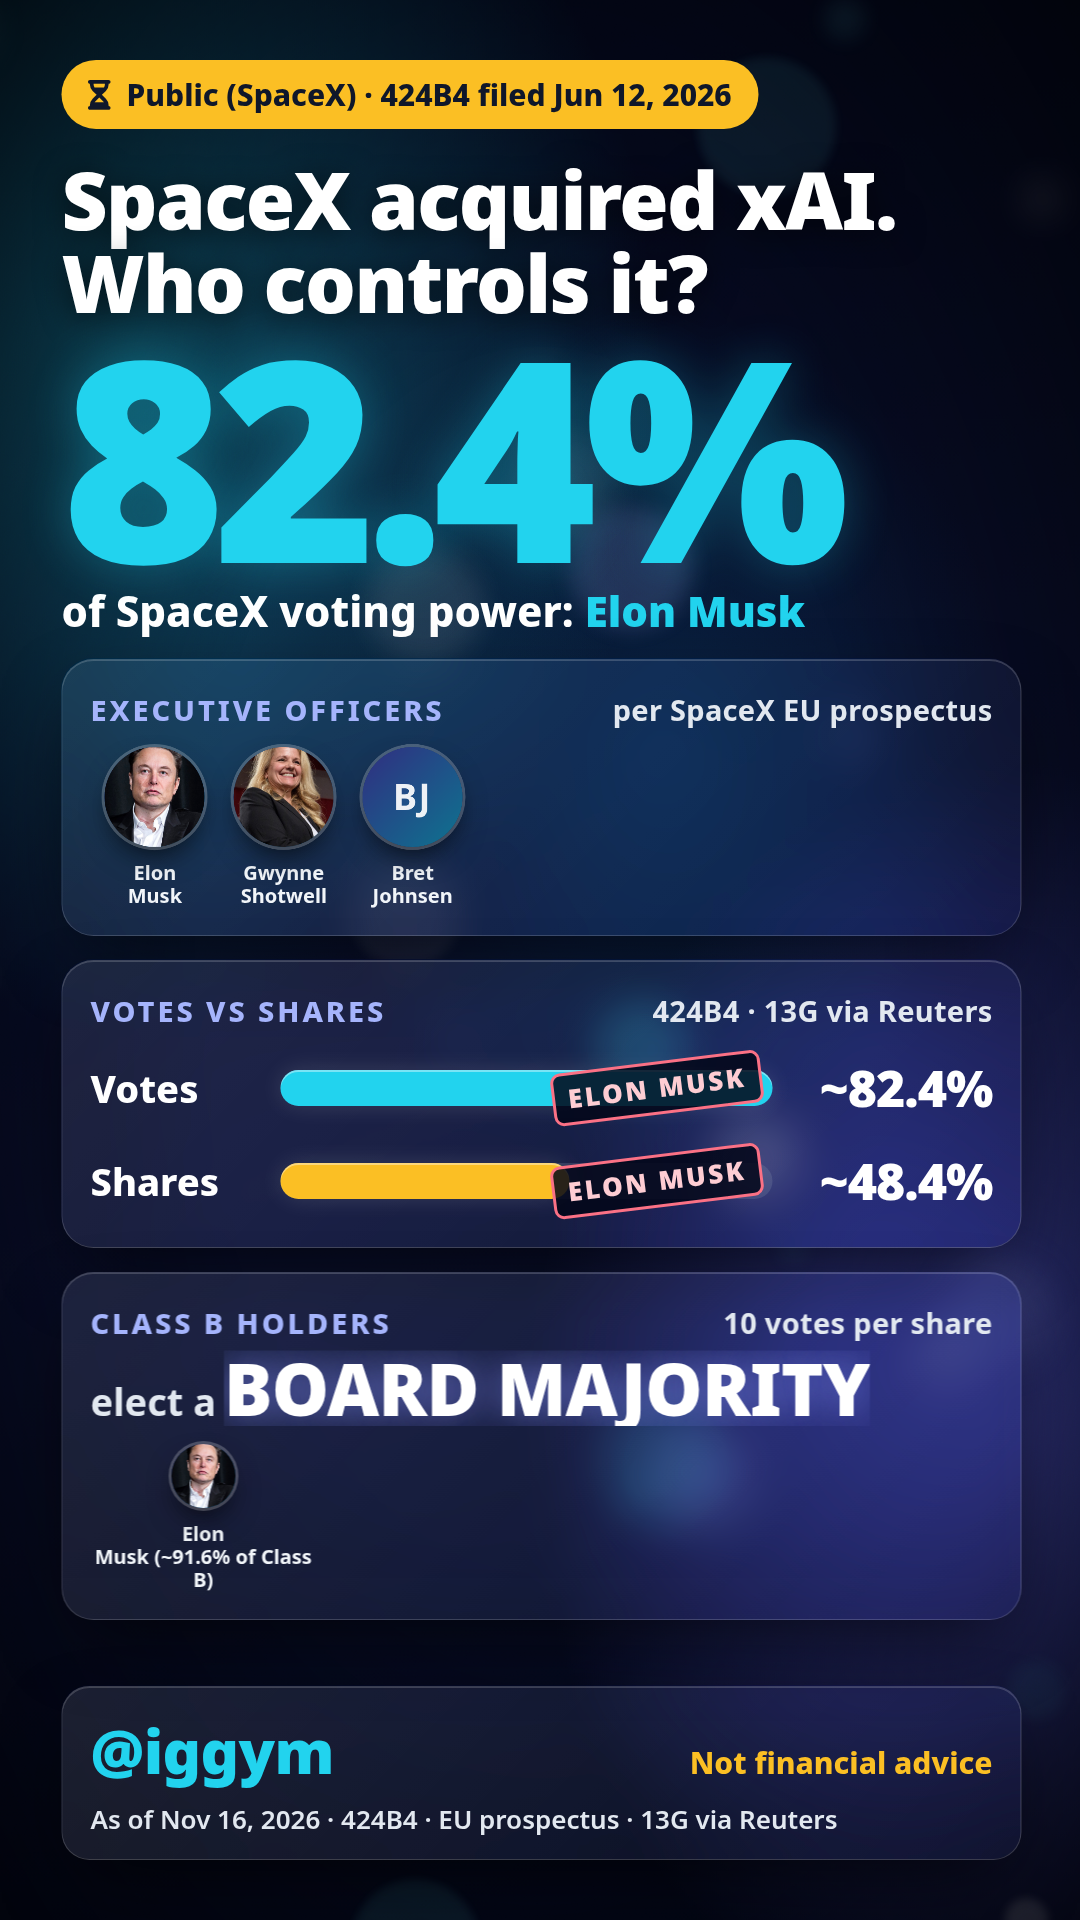 Public (SpaceX) · 424B4 filed Jun 12, 2026
SpaceX acquired xAI.
Who controls it?
82.4%
of SpaceX voting power: Elon Musk
EXECUTIVE OFFICERS
per SpaceX EU prospectus
BJ
Elon
Musk
Gwynne
Shotwell
Bret
Johnsen
VOTES VS SHARES
424B4 · 13G via Reuters
Votes
ELON MUSK
~82.4%
Shares
ELON MUSK
~48.4%
CLASS B HOLDERS
10 votes per share
elect a BOARD MAJORITY
Elon
Musk (~91.6% of Class
B)
@iggym
Not financial advice
As of Nov 16, 2026 · 424B4 · EU prospectus · 13G via Reuters